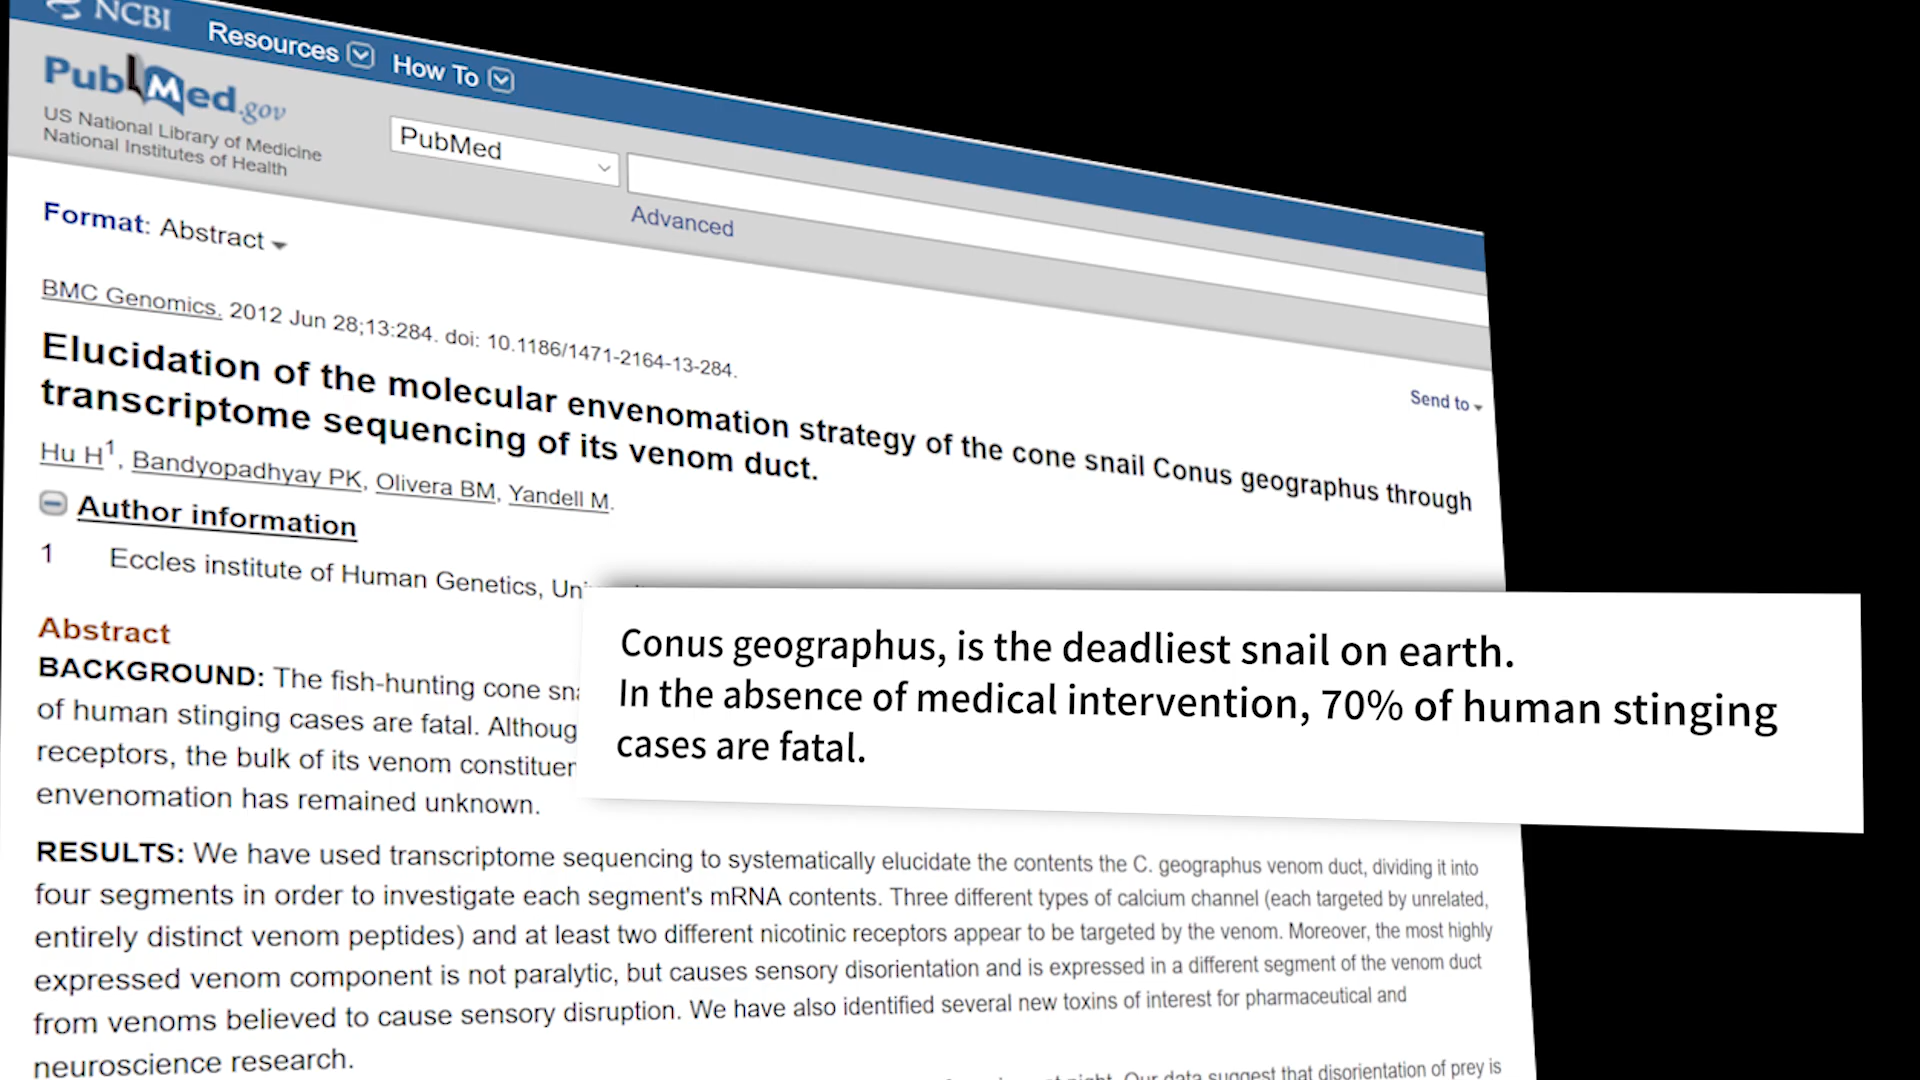 NCBI Resources How To
PubMed.gov
US National Library of Medicine
National Institutes of Health
PubMed
Advanced
Format: Abstract
Send to
BMC Genomics. 2012 Jun 28;13:284. doi: 10.1186/1471-2164-13-284.
Elucidation of the molecular envenomation strategy of the cone snail Conus geographus through
transcriptome sequencing of its venom duct.
Hu H1, Bandyopadhyay PK, Olivera BM, Yandell M.
Author information
1 Eccles institute of Human Genetics,
Abstract
BACKGROUND: The fish-hunting cone
of human stinging cases are fatal.
receptors, the bulk of its venom
envenomation has remained unknown.
Conus geographus, is the deadliest snail on earth.
In the absence of medical intervention, 70% of human stinging
cases are fatal.
RESULTS: We have used transcriptome sequencing to systematically elucidate the contents the C. geographus venom duct, dividing it into
four segments in order to investigate each segment's mRNA contents. Three different types of calcium channel (each targeted by unrelated,
entirely distinct venom peptides) and at least two different nicotinic receptors appear to be targeted by the venom. Moreover, the most highly
expressed venom component is not paralytic, but causes sensory disorientation and is expressed in a different segment of the venom duct
from venoms believed to cause sensory disruption. We have also identified several new toxins of interest for pharmaceutical and
neuroscience research.
Our data suggest that disorientation of prey is